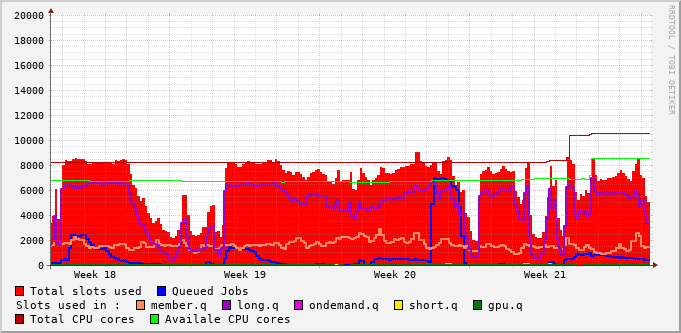 20000
18000
16000
14000
12000
10000
8000
6000
4000
2000
0
Week 18 Week 19 Week 20 Week 21
Total slots used Queued Jobs
Slots used in : member.q long.q ondemand.q short.q gpu.q
Total CPU cores Availale CPU cores
RRDTOOL / TOBI OETIKER